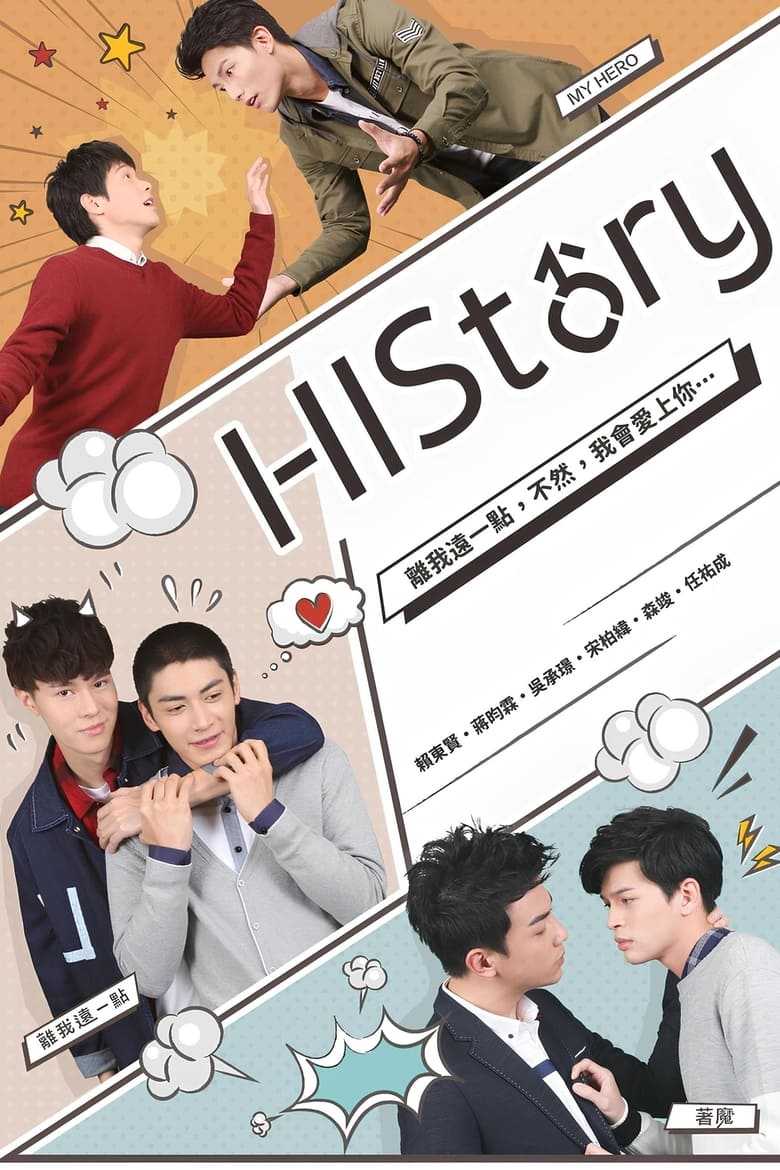 MY HERO
HIStory
離我遠一點，不然，我會愛上你…
賴東賢・蔣昀霖・吳承璟・宋柏緯・森竣・任祐成
離我遠一點
著魔